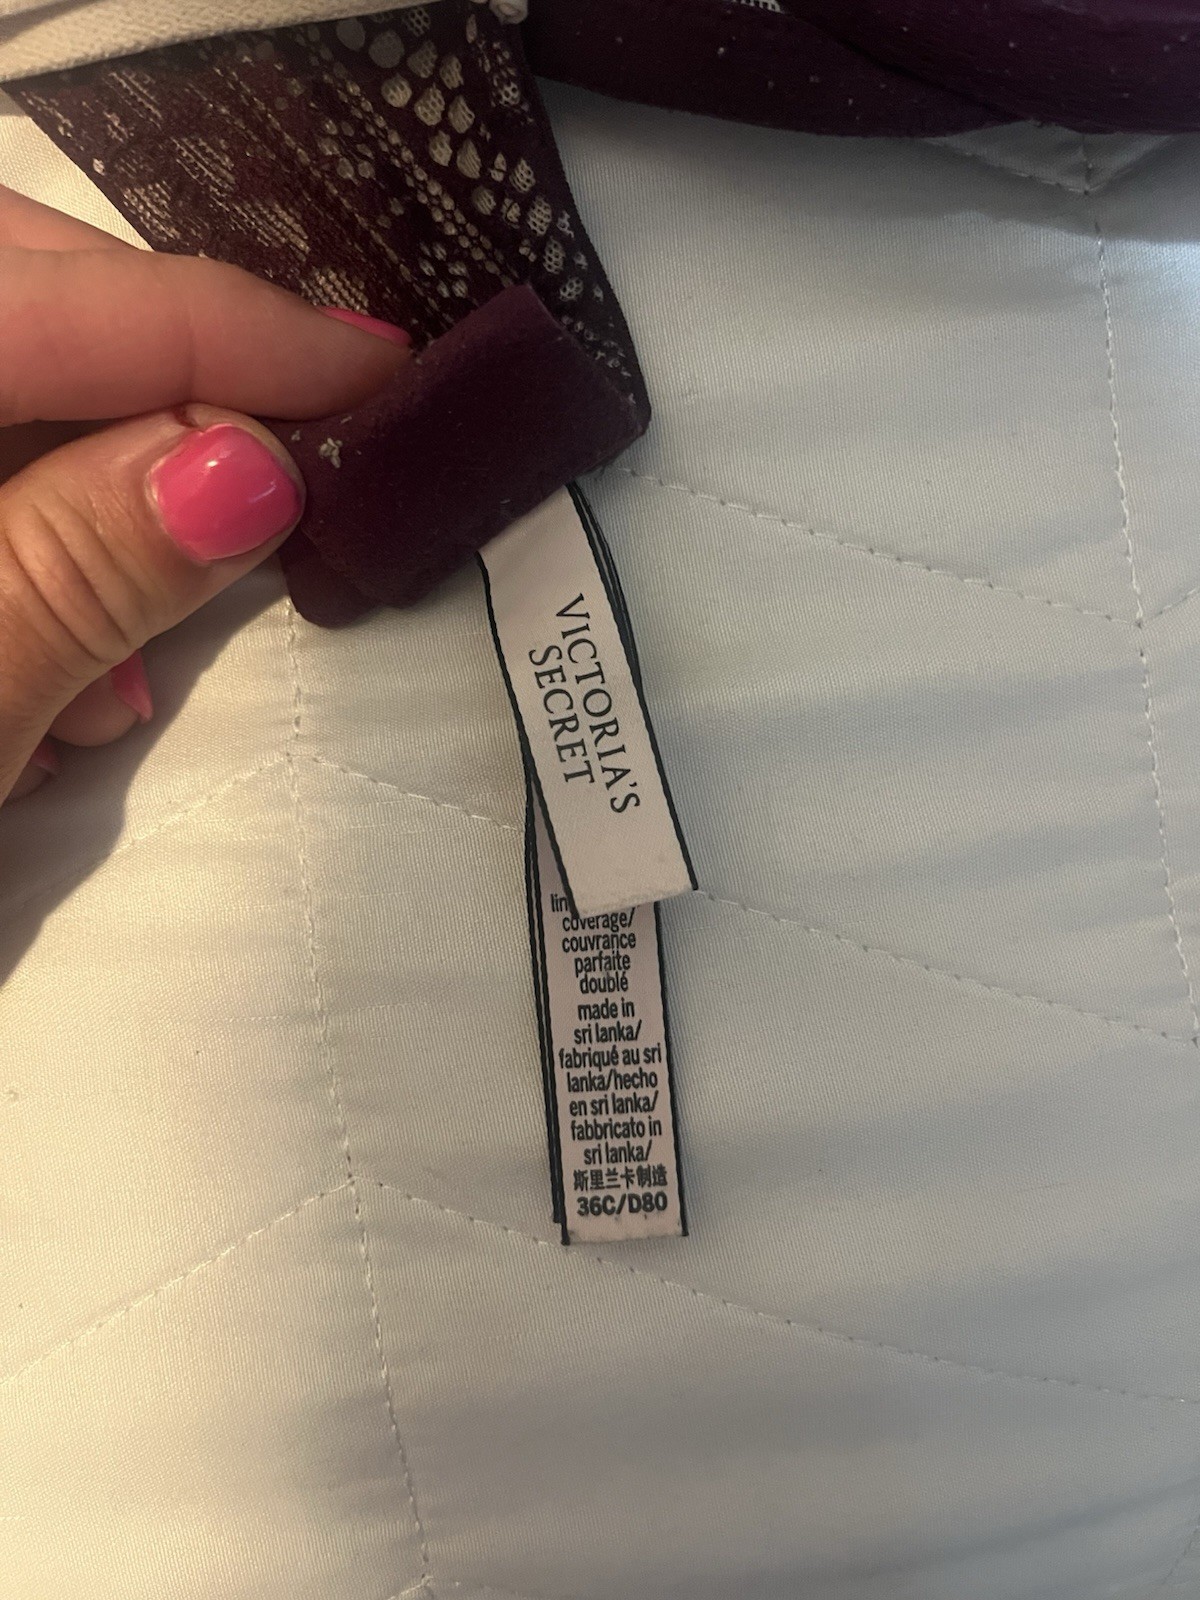 VICTORIA'S
SECRET
coverage/
couvrance
parfaite
doublé
made in
sri lanka/
fabriqué au sri
lanka/hecho
en sri lanka/
fabbricato in
sri lanka/
斯里兰卡制造
36C/D80